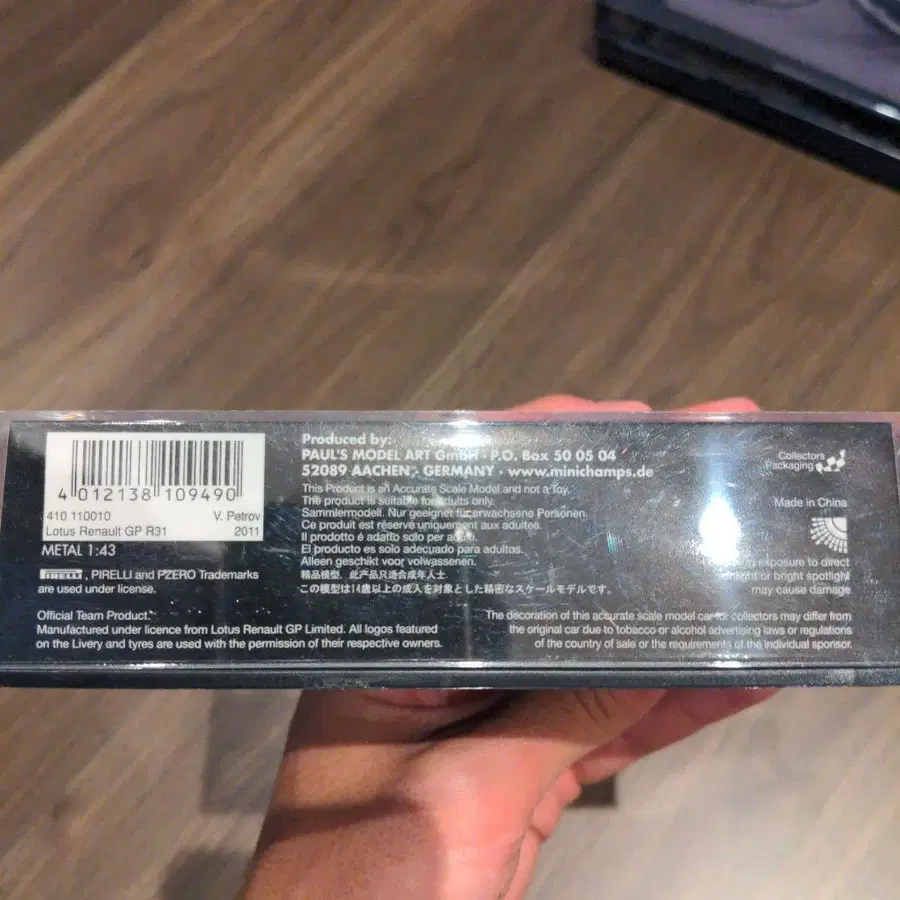 4 012138 109490
410 110010 V. Petrov
Lotus Renault GP R31 2011
METAL 1:43
PIRELLI, PIRELLI and PZERO Trademarks
are used under license.
Official Team Product.
Manufactured under licence from Lotus Renault GP Limited. All logos featured
on the Livery and tyres are used with the permission of their respective owners.
Produced by:
PAUL'S MODEL ART GmbH · P.O. Box 50 05 04
52089 AACHEN · GERMANY · www.minichamps.de
This Product is an Accurate Scale Model and not a Toy.
The product is suitable for adults only.
Sammlermodell. Nur geeignet für erwachsene Personen.
Ce produit est réservé uniquement aux adultes.
Il prodotto è adatto solo per adulti.
El producto es solo adecuado para adultos.
Alleen geschikt voor volwassenen.
精品模型，此产品只适合成年人士.
この模型は14歳以上の成人を対象とした精密なスケールモデルです。
Collectors
Packaging
Made in China
exposure to direct
or bright spotlight
may cause damage
The decoration of this accurate scale model car for collectors may differ from
the original car due to tobacco or alcohol advertising laws or regulations
of the country of sale or the requirements of the individual sponsor.